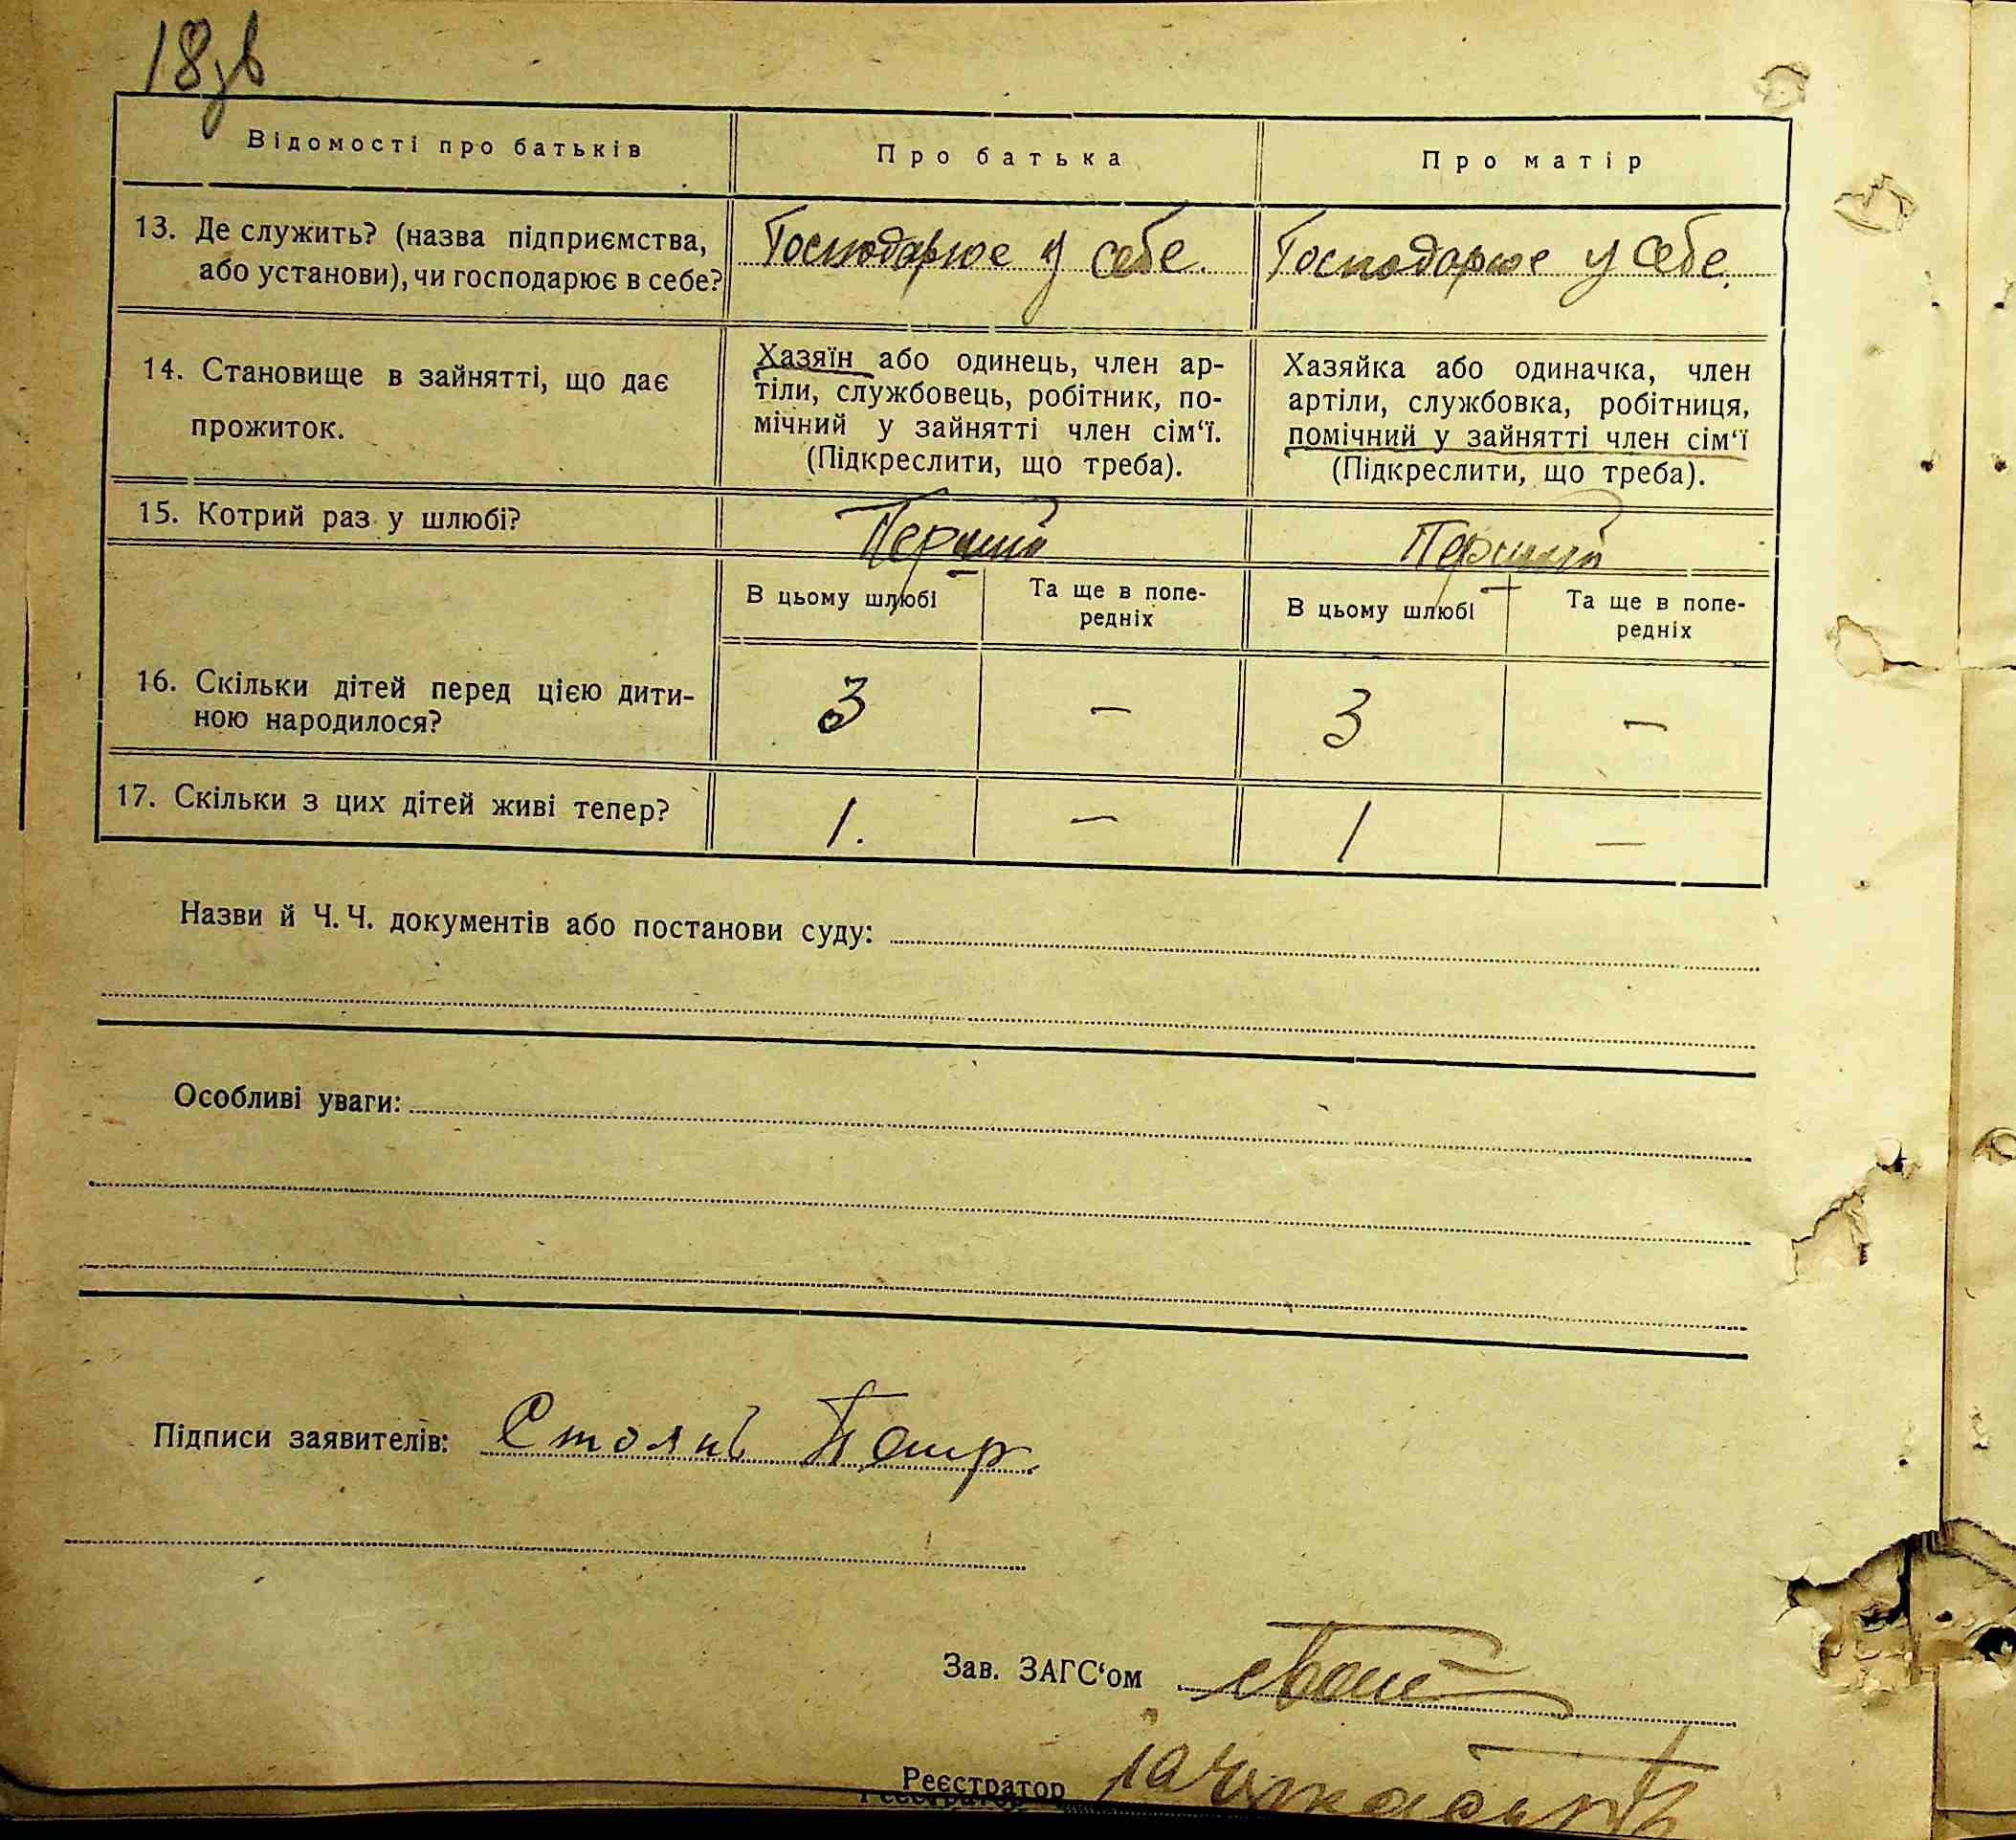 18зв
Відомості про батьків
Про батька
Про матір
13. Де служить? (назва підприємства,
або установи), чи господарює в себе?
Господарює у себе.
Господарює у себе.
14. Становище в зайнятті, що дає
прожиток.
Хазяїн або одинець, член ар-
тіли, службовець, робітник, по-
мічний у зайнятті член сім‘ї.
(Підкреслити, що треба).
Хазяйка або одиначка, член
артіли, службовка, робітниця,
помічний у зайнятті член сім‘ї
(Підкреслити, що треба).
15. Котрий раз у шлюбі?
Перший
Перший
В цьому шлюбі
Та ще в попе-
редніх
В цьому шлюбі
Та ще в попе-
редніх
16. Скільки дітей перед цією дити-
ною народилося?
3 — 3 —
17. Скільки з цих дітей живі тепер?
1. — 1 —
Назви й Ч. Ч. документів або постанови суду:
Особливі уваги:
Підписи заявителів:
Зав. ЗАГС‘ом
Реєстратор